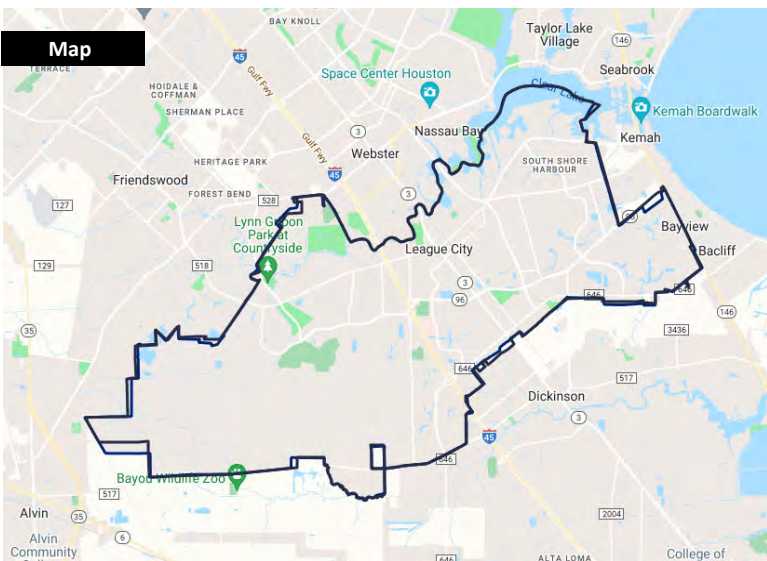 BAY KNOLL
Taylor Lake
Village
146
Map
45
TERRACE
Gulf Fwy
Space Center Houston
Seabrook
HOIDALE &
COFFMAN
Clear Lake
SHERMAN PLACE
Kemah Boardwalk
3
Nassau Bay
Kemah
Gulf Fwy
Webster
HERITAGE PARK
45
SOUTH SHORE
HARBOUR
Friendswood
FOREST BEND
528
3
127
Lynn Gripon
Park at
Countryside
Bayview
League City
Bacliff
129
518
3
646
646
96
146
35
3436
646
517
Dickinson
3
45
646
Bayou Wildlife Zoo
517
Alvin
35
2004
6
Alvin
Community
646
ALTA LOMA
College of